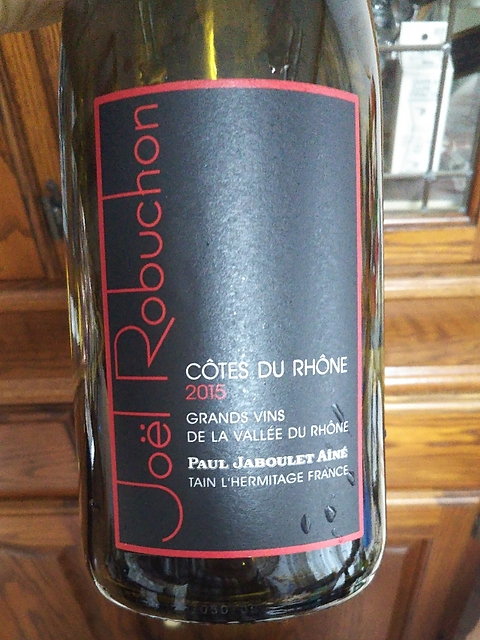 Joël Robuchon
CÔTES DU RHÔNE
2015
GRANDS VINS
DE LA VALLÉE DU RHÔNE
PAUL JABOULET AÎNÉ
TAIN L'HERMITAGE FRANCE